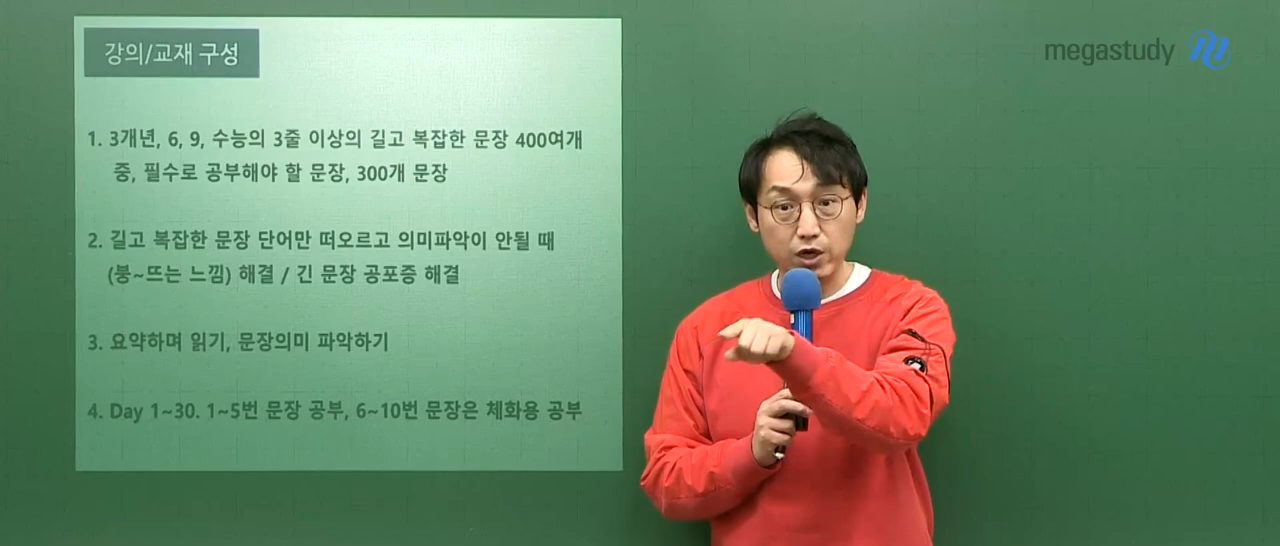 강의/교재 구성
megastudy
1. 3개년, 6, 9, 수능의 3줄 이상의 길고 복잡한 문장 400여개
중, 필수로 공부해야 할 문장, 300개 문장
2. 길고 복잡한 문장 단어만 떠오르고 의미파악이 안될 때
(붕~뜨는 느낌) 해결 / 긴 문장 공포증 해결
3. 요약하며 읽기, 문장의미 파악하기
4. Day 1~30. 1~5번 문장 공부, 6~10번 문장은 체화용 공부